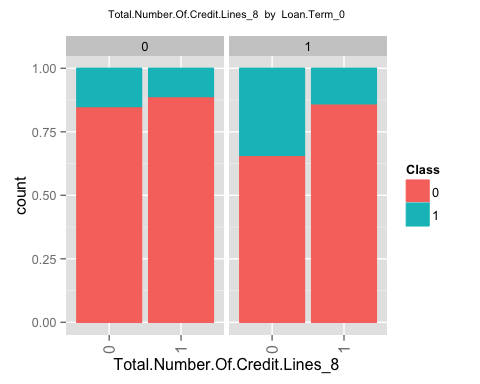 Total.Number.Of.Credit.Lines_8 by Loan.Term_0
0 1
1.00
0.75
0.50
0.25
0.00
count
0 1 0 1
Total.Number.Of.Credit.Lines_8
Class
0
1